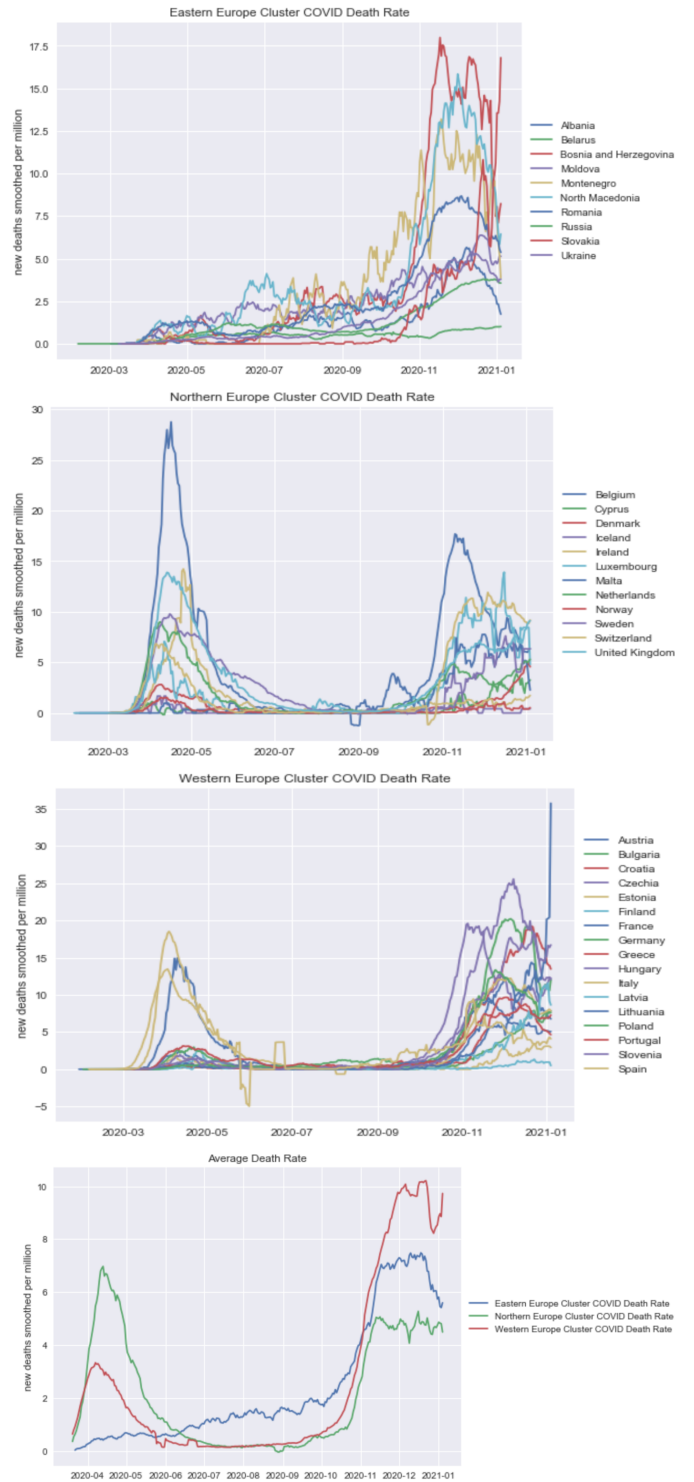 Eastern Europe Cluster COVID Death Rate
new deaths smoothed per million
17.5
15.0
12.5
10.0
7.5
5.0
2.5
0.0
2020-03
2020-05
2020-07
2020-09
2020-11
2021-01
Albania
Belarus
Bosnia and Herzegovina
Moldova
Montenegro
North Macedonia
Romania
Russia
Slovakia
Ukraine
Northern Europe Cluster COVID Death Rate
new deaths smoothed per million
30
25
20
15
10
5
0
2020-03
2020-05
2020-07
2020-09
2020-11
2021-01
Belgium
Cyprus
Denmark
Iceland
Ireland
Luxembourg
Malta
Netherlands
Norway
Sweden
Switzerland
United Kingdom
Western Europe Cluster COVID Death Rate
new deaths smoothed per million
35
30
25
20
15
10
5
0
−5
2020-03
2020-05
2020-07
2020-09
2020-11
2021-01
Austria
Bulgaria
Croatia
Czechia
Estonia
Finland
France
Germany
Greece
Hungary
Italy
Latvia
Lithuania
Poland
Portugal
Slovenia
Spain
Average Death Rate
new deaths smoothed per million
10
8
6
4
2
0
2020-04
2020-05
2020-06
2020-07
2020-08
2020-09
2020-10
2020-11
2020-12
2021-01
Eastern Europe Cluster COVID Death Rate
Northern Europe Cluster COVID Death Rate
Western Europe Cluster COVID Death Rate